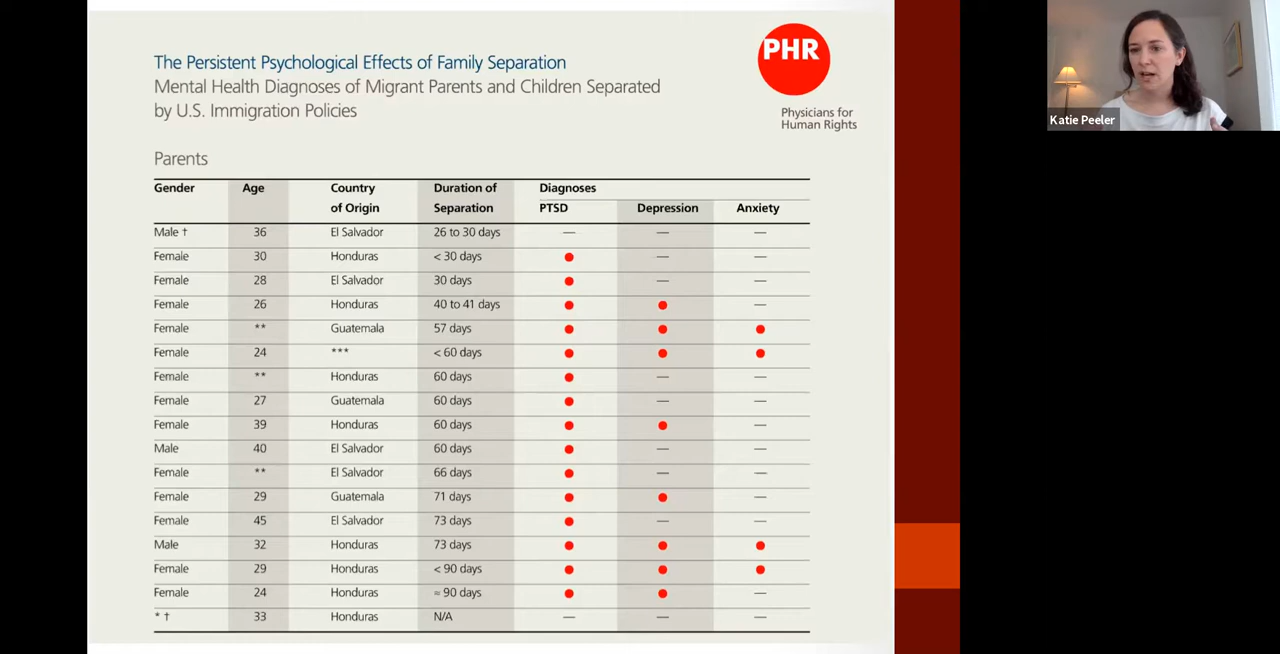 The Persistent Psychological Effects of Family Separation
Mental Health Diagnoses of Migrant Parents and Children Separated
by U.S. Immigration Policies
PHR
Physicians for
Human Rights
Katie Peeler
Parents
Gender Age Country of Origin Duration of Separation Diagnoses
PTSD Depression Anxiety
Male † 36 El Salvador 26 to 30 days — — —
Female 30 Honduras < 30 days ● — —
Female 28 El Salvador 30 days ● — —
Female 26 Honduras 40 to 41 days ● ● —
Female ** Guatemala 57 days ● ● ●
Female 24 *** < 60 days ● ● ●
Female ** Honduras 60 days ● — —
Female 27 Guatemala 60 days ● — —
Female 39 Honduras 60 days ● ● —
Male 40 El Salvador 60 days ● — —
Female ** El Salvador 66 days ● — —
Female 29 Guatemala 71 days ● ● —
Female 45 El Salvador 73 days ● — —
Male 32 Honduras 73 days ● ● ●
Female 29 Honduras < 90 days ● ● ●
Female 24 Honduras ≈ 90 days ● ● —
* † 33 Honduras N/A — — —